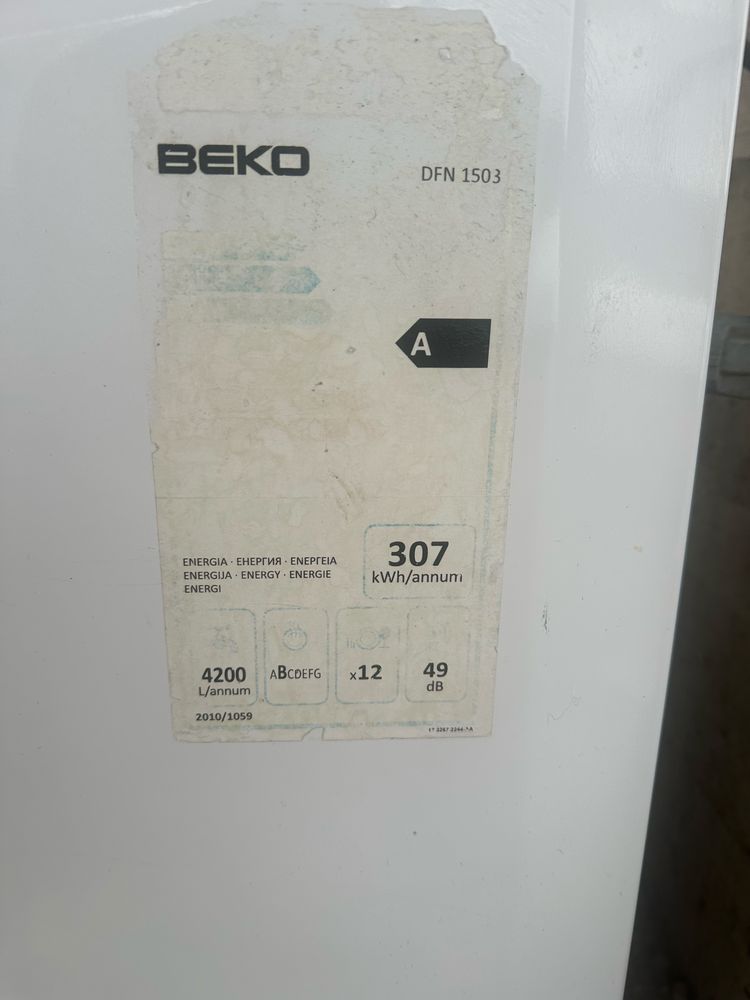 BEKO
DFN 1503
A
ENERGIA · ЕНЕРГИЯ · ΕΝΕΡΓΕΙΑ
ENERGIJA · ENERGY · ENERGIE
ENERGI
307
kWh/annum
4200
L/annum
ABCDEFG
x12
49
dB
2010/1059